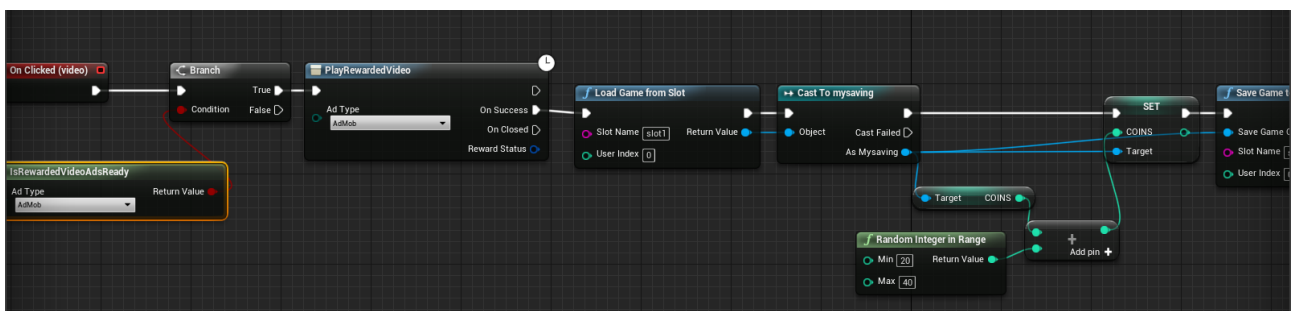 On Clicked (video)
Branch
True
Condition
False
IsRewardedVideoAdsReady
Ad Type
AdMob
Return Value
PlayRewardedVideo
Ad Type
AdMob
On Success
On Closed
Reward Status
Load Game from Slot
Slot Name slot1
Return Value
User Index 0
Cast To mysaving
Object
Cast Failed
As Mysaving
Target COINS
Random Integer in Range
Min 20
Return Value
Max 40
+
Add pin +
SET
COINS
Target
Save Game
Save Game
Slot Name
User Index